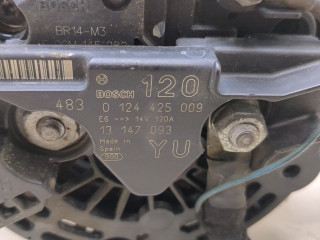 BOSCH
BR14-M3
BOSCH 120
483 0 124 425 009
E6 --> 14V 120A
13 147 093
Made in
Spain YU